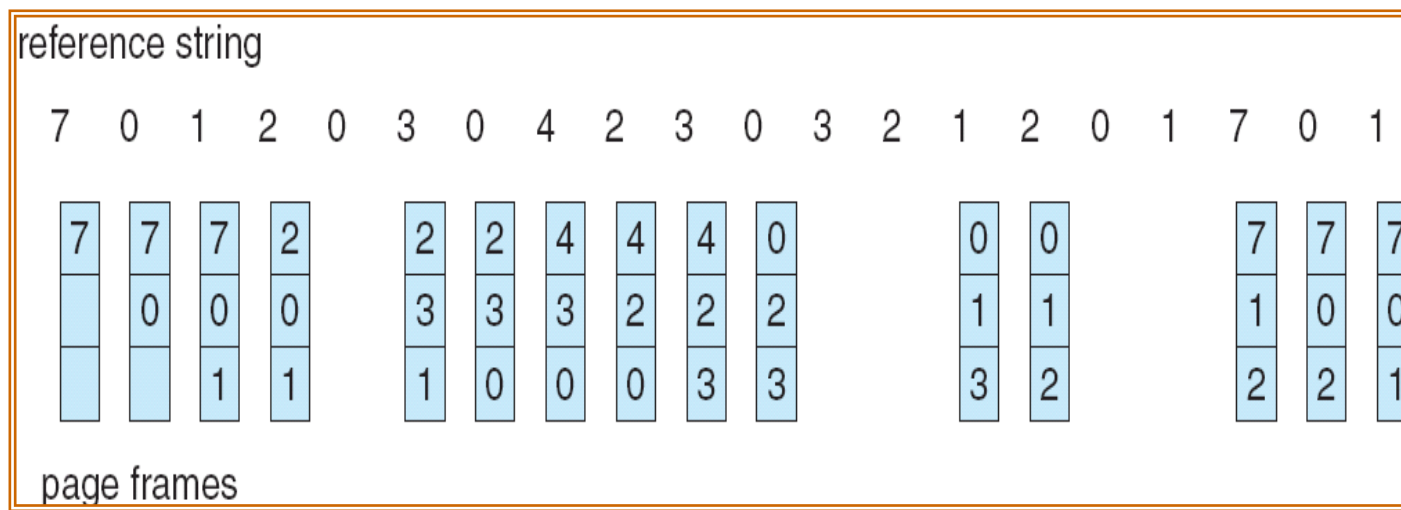 reference string
7 0 1 2 0 3 0 4 2 3 0 3 2 1 2 0 1 7 0 1
7 7 7 2 2 2 4 4 4 0 0 0 7 7 7
0 0 0 3 3 3 2 2 2 1 1 1 0 0
1 1 1 0 0 0 3 3 3 2 2 2 1
page frames